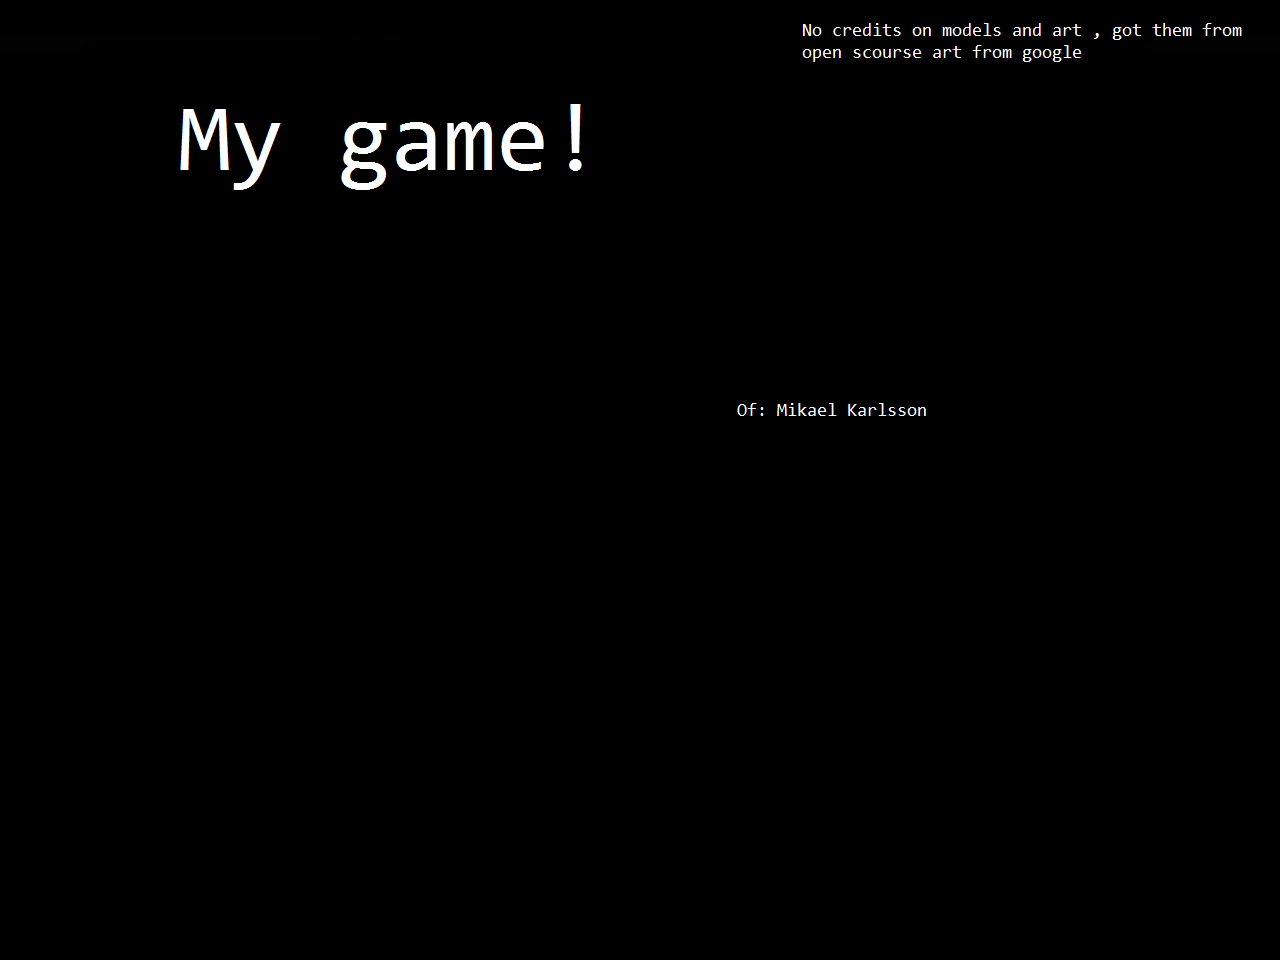 No credits on models and art , got them from
open scourse art from google
My game!
Of: Mikael Karlsson